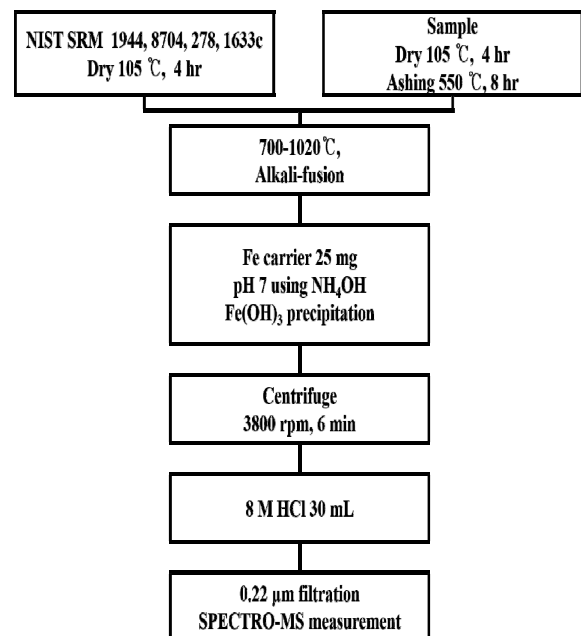 NIST SRM 1944, 8704, 278, 1633c
Dry 105 ℃, 4 hr
Sample
Dry 105 ℃, 4 hr
Ashing 550 ℃, 8 hr
700-1020℃,
Alkali-fusion
Fe carrier 25 mg
pH 7 using NH₄OH
Fe(OH)₃ precipitation
Centrifuge
3800 rpm, 6 min
8 M HCl 30 mL
0.22 µm filtration
SPECTRO-MS measurement